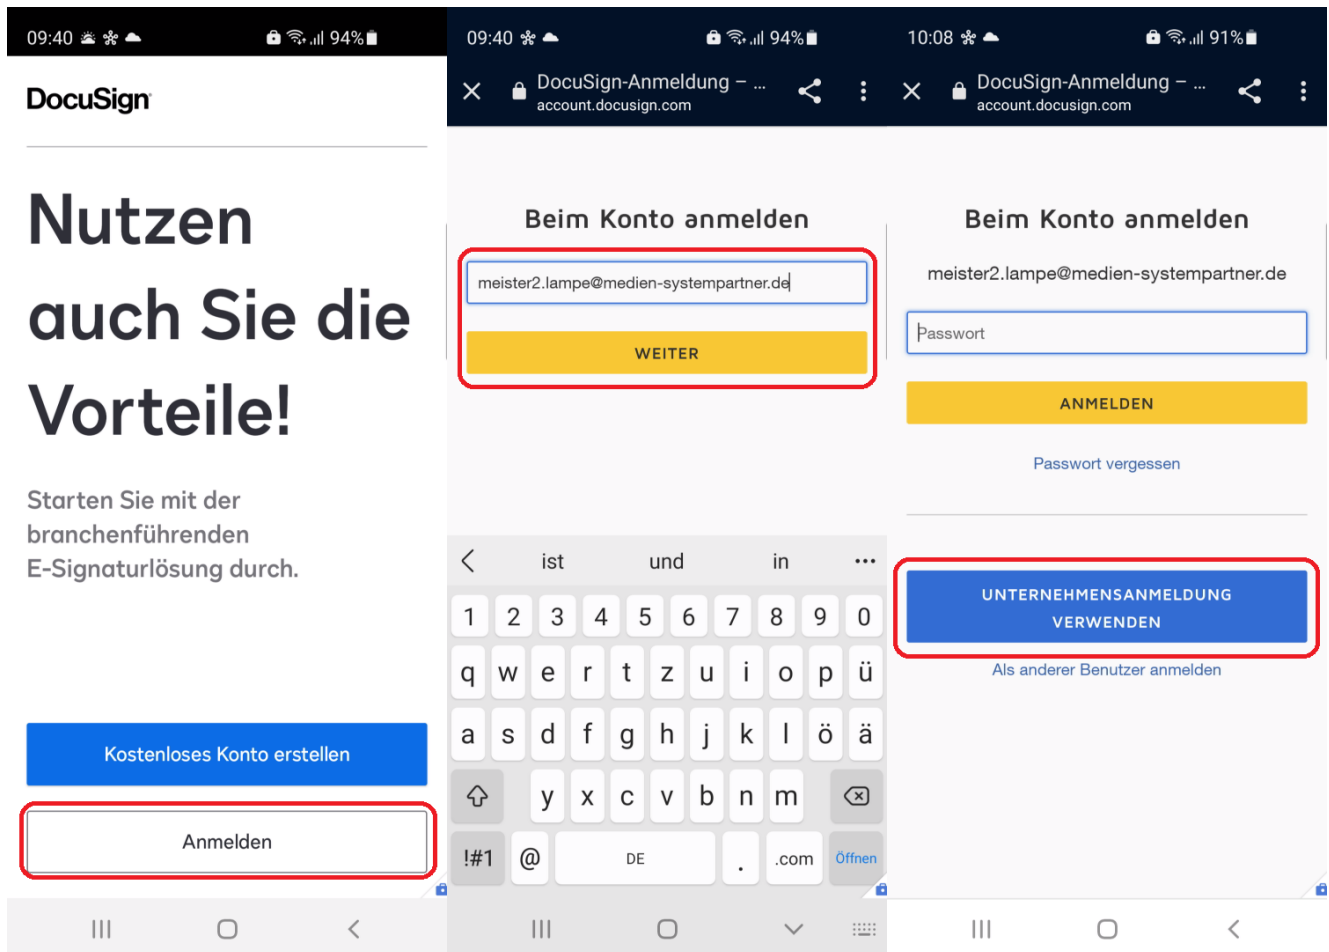 09:40 94%
DocuSign
Nutzen
auch Sie die
Vorteile!
Starten Sie mit der
branchenführenden
E-Signaturlösung durch.
Kostenloses Konto erstellen
Anmelden
09:40 94%
DocuSign-Anmeldung – ...
account.docusign.com
Beim Konto anmelden
meister2.lampe@medien-systempartner.de
WEITER
ist und in
1 2 3 4 5 6 7 8 9 0
q w e r t z u i o p ü
a s d f g h j k l ö ä
y x c v b n m
!#1 @ DE . .com Öffnen
10:08 91%
DocuSign-Anmeldung – ...
account.docusign.com
Beim Konto anmelden
meister2.lampe@medien-systempartner.de
Passwort
ANMELDEN
Passwort vergessen
UNTERNEHMENSANMELDUNG
VERWENDEN
Als anderer Benutzer anmelden